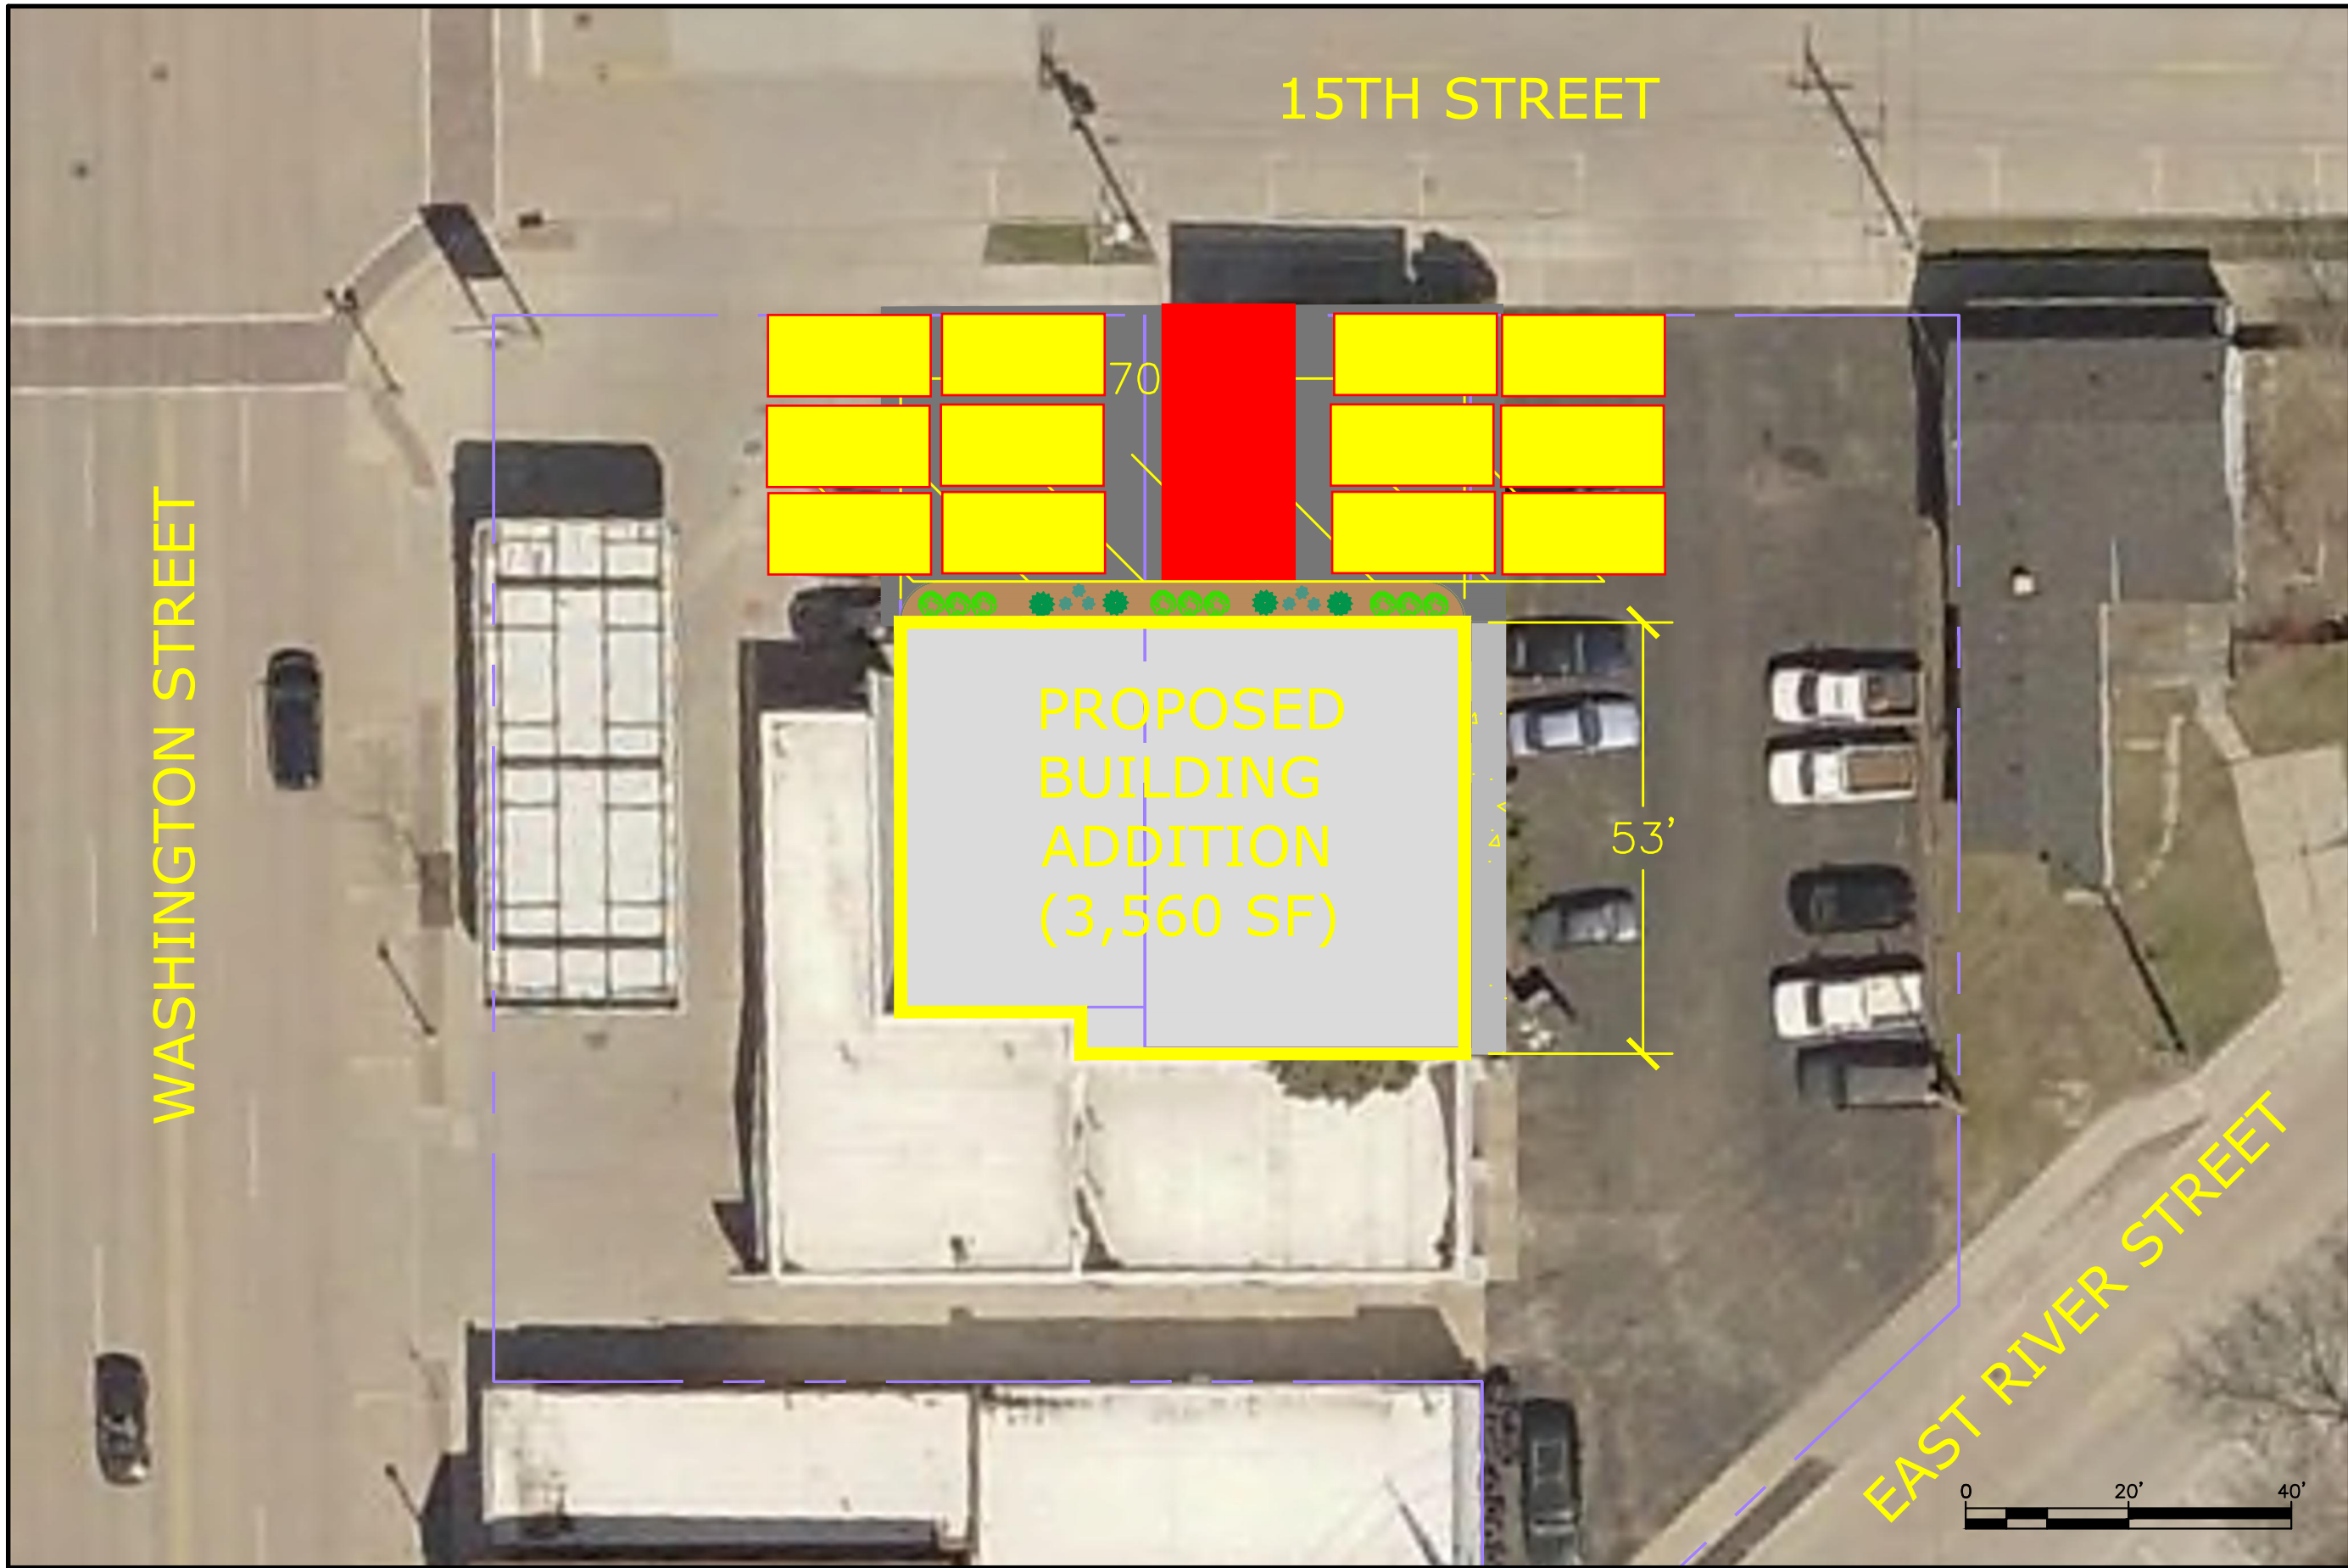 15TH STREET
70
WASHINGTON STREET
PROPOSED
BUILDING
ADDITION
(3,560 SF)
53'
EAST RIVER STREET
0 20' 40'